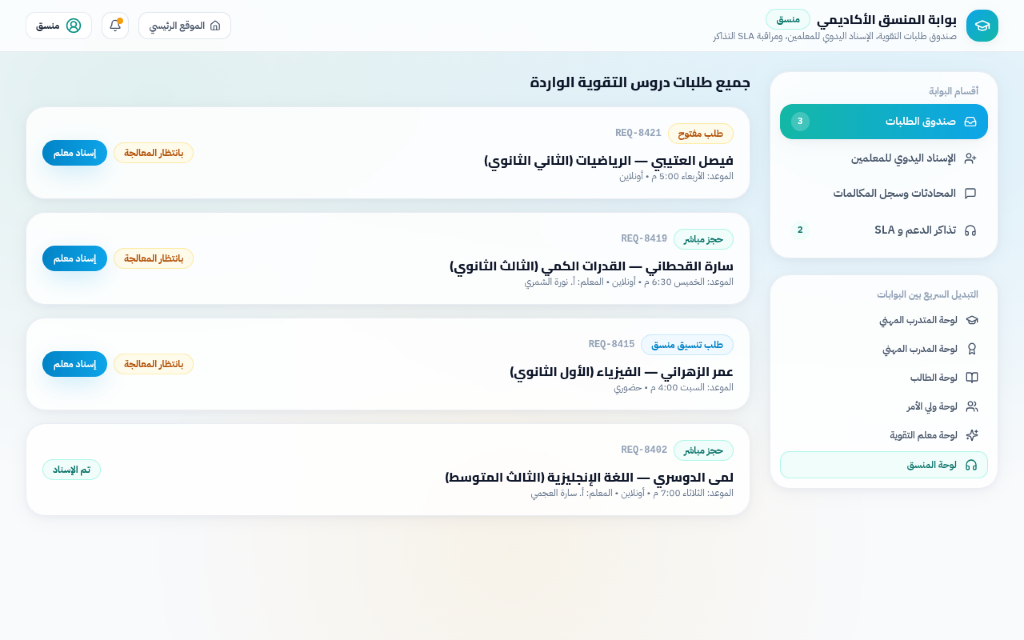 بوابة المنسق الأكاديمي منسق
صندوق طلبات التقوية، الإسناد اليدوي للمعلمين، ومراقبة SLA التذاكر
الموقع الرئيسي
منسق
أقسام البوابة
صندوق الطلبات 3
الإسناد اليدوي للمعلمين
المحادثات وسجل المكالمات
تذاكر الدعم و SLA 2
التبديل السريع بين البوابات
لوحة المتدرب المهني
لوحة المدرب المهني
لوحة الطالب
لوحة ولي الأمر
لوحة معلم التقوية
لوحة المنسق
جميع طلبات دروس التقوية الواردة
طلب مفتوح REQ-8421
فيصل العتيبي — الرياضيات (الثاني الثانوي)
الموعد: الأربعاء 5:00 م • أونلاين
بانتظار المعالجة إسناد معلم
حجز مباشر REQ-8419
سارة القحطاني — القدرات الكمي (الثالث الثانوي)
الموعد: الخميس 6:30 م • أونلاين • المعلم: أ. نورة الشمري
بانتظار المعالجة إسناد معلم
طلب تنسيق منسق REQ-8415
عمر الزهراني — الفيزياء (الأول الثانوي)
الموعد: السبت 4:00 م • حضوري
بانتظار المعالجة إسناد معلم
حجز مباشر REQ-8402
لمى الدوسري — اللغة الإنجليزية (الثالث المتوسط)
الموعد: الثلاثاء 7:00 م • أونلاين • المعلم: أ. سارة العجمي
تم الإسناد